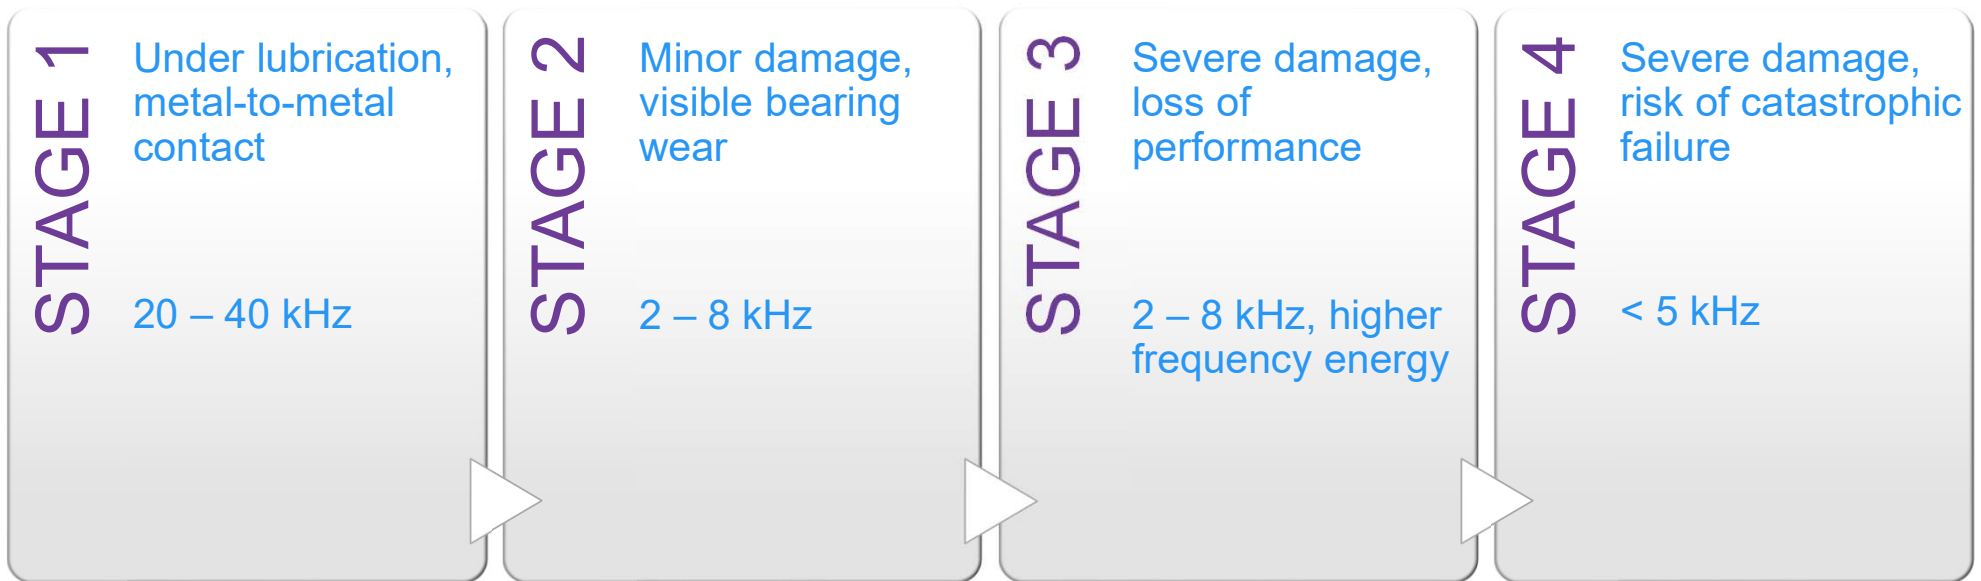 STAGE 1
Under lubrication,
metal-to-metal
contact
20 – 40 kHz
STAGE 2
Minor damage,
visible bearing
wear
2 – 8 kHz
STAGE 3
Severe damage,
loss of
performance
2 – 8 kHz, higher
frequency energy
STAGE 4
Severe damage,
risk of catastrophic
failure
< 5 kHz